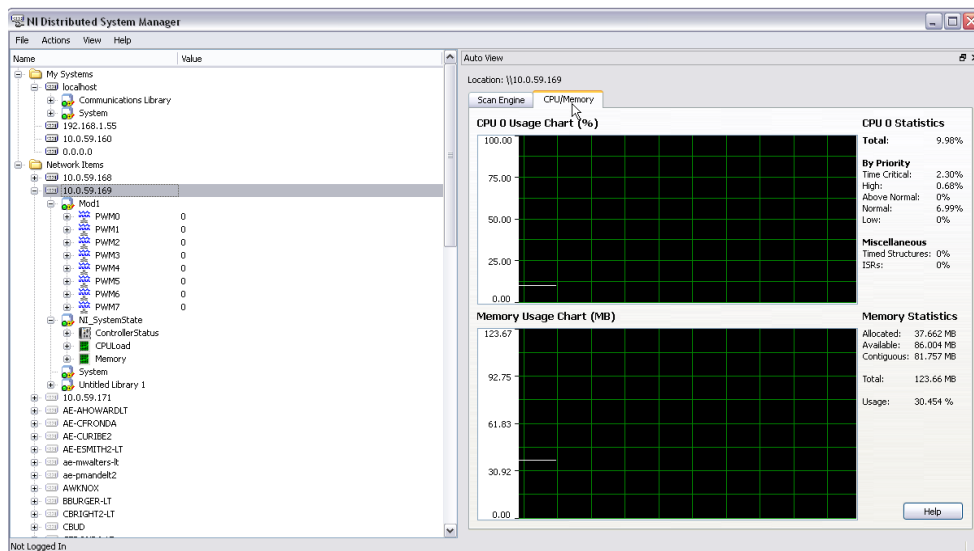 NI Distributed System Manager
File Actions View Help
Name Value
My Systems
localhost
Communications Library
System
192.168.1.55
10.0.59.160
0.0.0.0
Network Items
10.0.59.168
10.0.59.169
Mod1
PWM0 0
PWM1 0
PWM2 0
PWM3 0
PWM4 0
PWM5 0
PWM6 0
PWM7 0
NI_SystemState
ControllerStatus
CPULoad
Memory
System
Untitled Library 1
10.0.59.171
AE-AHOWARDLT
AE-CFRONDA
AE-CURIBE2
AE-ESMITH2-LT
ae-mwalters-lt
ae-pmandelt2
AWKNOX
BBURGER-LT
CBRIGHT2-LT
CBUD
Not Logged In
Auto View
Location: \\10.0.59.169
Scan Engine CPU/Memory
CPU 0 Usage Chart (%)
100.00
75.00
50.00
25.00
0.00
CPU 0 Statistics
Total: 9.98%
By Priority
Time Critical: 2.30%
High: 0.68%
Above Normal: 0%
Normal: 6.99%
Low: 0%
Miscellaneous
Timed Structures: 0%
ISRs: 0%
Memory Usage Chart (MB)
123.67
92.75
61.83
30.92
0.00
Memory Statistics
Allocated: 37.662 MB
Available: 86.004 MB
Contiguous: 81.757 MB
Total: 123.66 MB
Usage: 30.454 %
Help